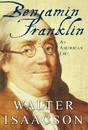 Benjamin
Franklin
AN
AMERICAN
LIFE
WALTER
ISAACSON